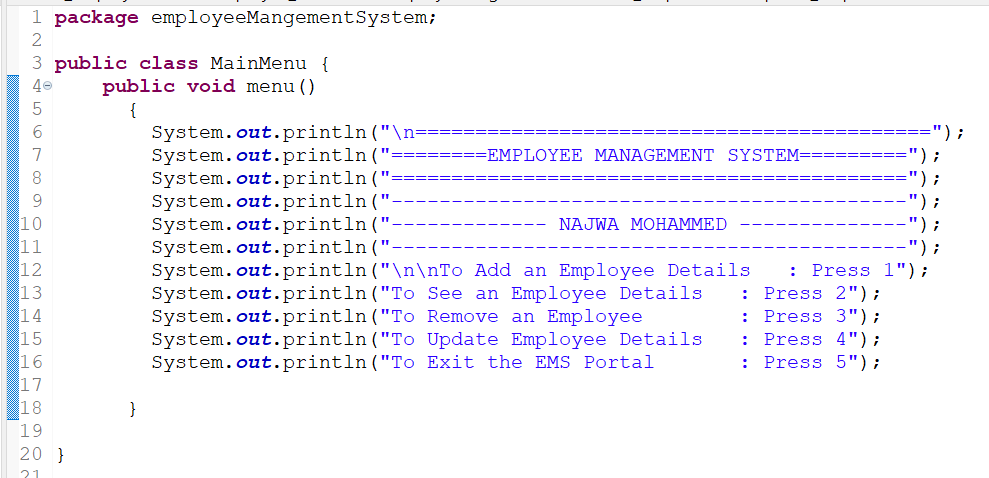 1 package employeeMangementSystem;
2
3 public class MainMenu {
4     public void menu()
5       {
6         System.out.println("\n===========================================");
7         System.out.println("========EMPLOYEE MANAGEMENT SYSTEM=========");
8         System.out.println("===========================================");
9         System.out.println("-------------------------------------------");
10         System.out.println("------------- NAJWA MOHAMMED --------------");
11         System.out.println("-------------------------------------------");
12         System.out.println("\n\nTo Add an Employee Details   : Press 1");
13         System.out.println("To See an Employee Details   : Press 2");
14         System.out.println("To Remove an Employee        : Press 3");
15         System.out.println("To Update Employee Details   : Press 4");
16         System.out.println("To Exit the EMS Portal       : Press 5");
17
18       }
19
20 }
21